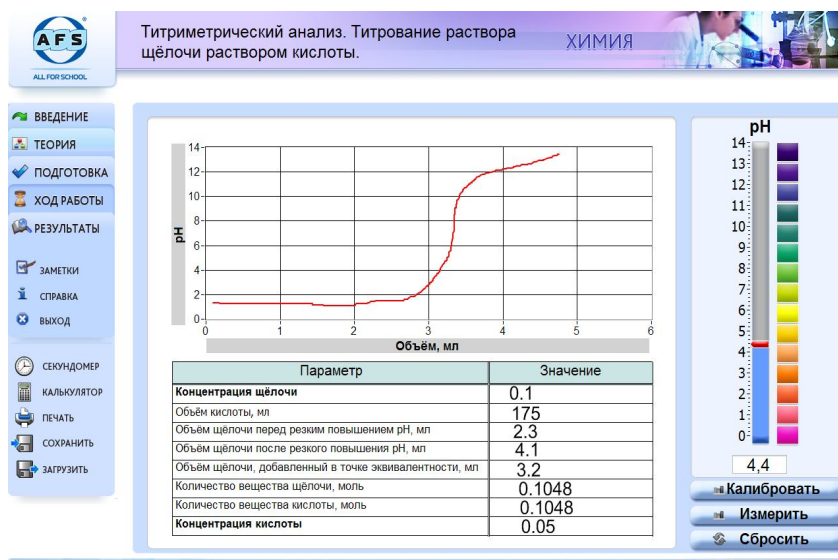 AFS
ALL FOR SCHOOL
Титриметрический анализ. Титрование раствора
щёлочи раствором кислоты.
ХИМИЯ
ВВЕДЕНИЕ
ТЕОРИЯ
ПОДГОТОВКА
ХОД РАБОТЫ
РЕЗУЛЬТАТЫ
ЗАМЕТКИ
СПРАВКА
ВЫХОД
СЕКУНДОМЕР
КАЛЬКУЛЯТОР
ПЕЧАТЬ
СОХРАНИТЬ
ЗАГРУЗИТЬ
pH
14
12
10
8
6
4
2
0
0 1 2 3 4 5 6
Объём, мл
Параметр Значение
Концентрация щёлочи 0.1
Объём кислоты, мл 175
Объём щёлочи перед резким повышением pH, мл 2.3
Объём щёлочи после резкого повышения pH, мл 4.1
Объём щёлочи, добавленный в точке эквивалентности, мл 3.2
Количество вещества щёлочи, моль 0.1048
Количество вещества кислоты, моль 0.1048
Концентрация кислоты 0.05
pH
14
13
12
11
10
9
8
7
6
5
4
3
2
1
0
4,4
Калибровать
Измерить
Сбросить